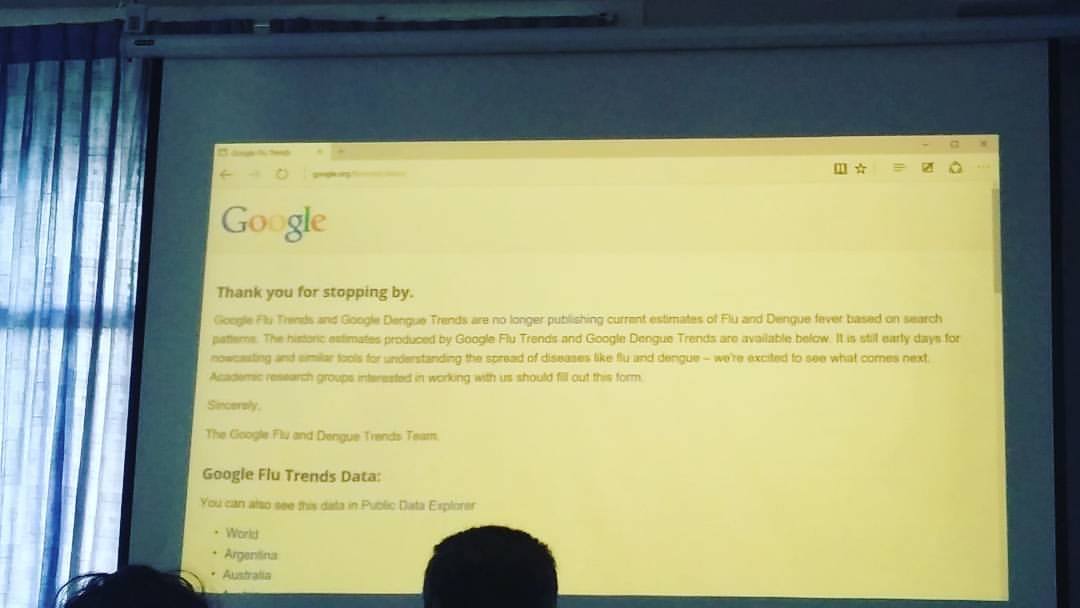 Google Flu Trends
google.org
Google
Thank you for stopping by.
Google Flu Trends and Google Dengue Trends are no longer publishing current estimates of Flu and Dengue fever based on search
patterns. The historic estimates produced by Google Flu Trends and Google Dengue Trends are available below. It is still early days for
nowcasting and similar tools for understanding the spread of diseases like flu and dengue – we're excited to see what comes next.
Academic research groups interested in working with us should fill out this form.
Sincerely,
The Google Flu and Dengue Trends Team.
Google Flu Trends Data:
You can also see this data in Public Data Explorer
• World
• Argentina
• Australia